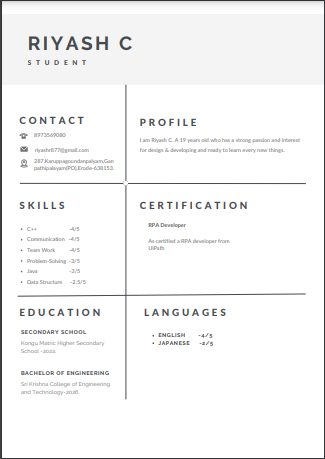 RIYASH C
STUDENT
CONTACT
8973569080
riyashr877@gmail.com
287,Karuppagoundanpalyam,Gan
pathipalayam(PO),Erode-638153.
PROFILE
I am Riyash C. A 19 years old who has a strong passion and interest
for design & developing and ready to learn every new things.
SKILLS
• C++ -4/5
• Communication -4/5
• Team Work -4/5
• Problem-Solving -3/5
• Java -3/5
• Data Structure -2.5/5
CERTIFICATION
RPA Developer
As certified a RPA developer from
UiPath
EDUCATION
SECONDARY SCHOOL
Kongu Matric Higher Secondary
School -2022.
BACHELOR OF ENGINEERING
Sri Krishna College of Engineering
and Technology-2026.
LANGUAGES
• ENGLISH -4/5
• JAPANESE -2/5